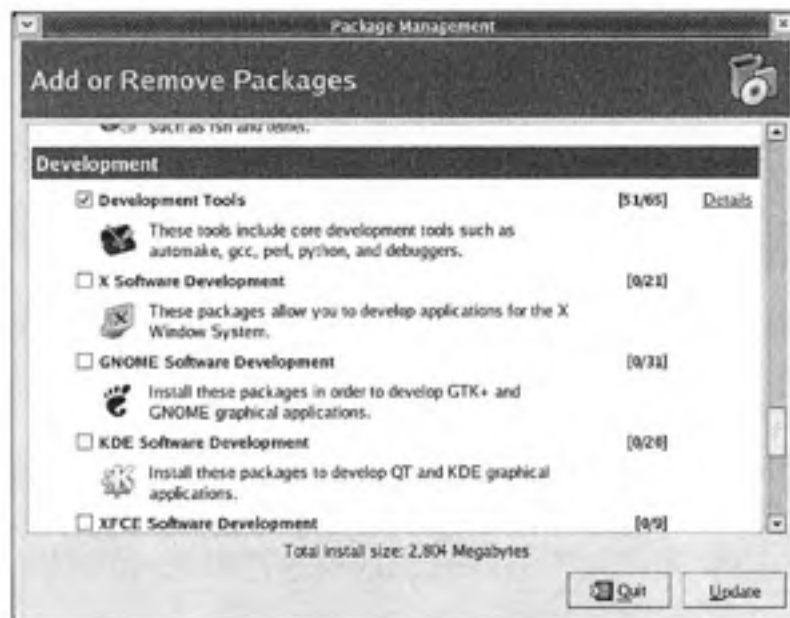 Package Management
Add or Remove Packages
such as rsh and telnet.
Development
Development Tools [51/65] Details
These tools include core development tools such as
automake, gcc, perl, python, and debuggers.
X Software Development [0/21]
These packages allow you to develop applications for the X
Window System.
GNOME Software Development [0/31]
Install these packages in order to develop GTK+ and
GNOME graphical applications.
KDE Software Development [0/28]
Install these packages to develop QT and KDE graphical
applications.
XFCE Software Development [0/9]
Total install size: 2,804 Megabytes
Quit Update